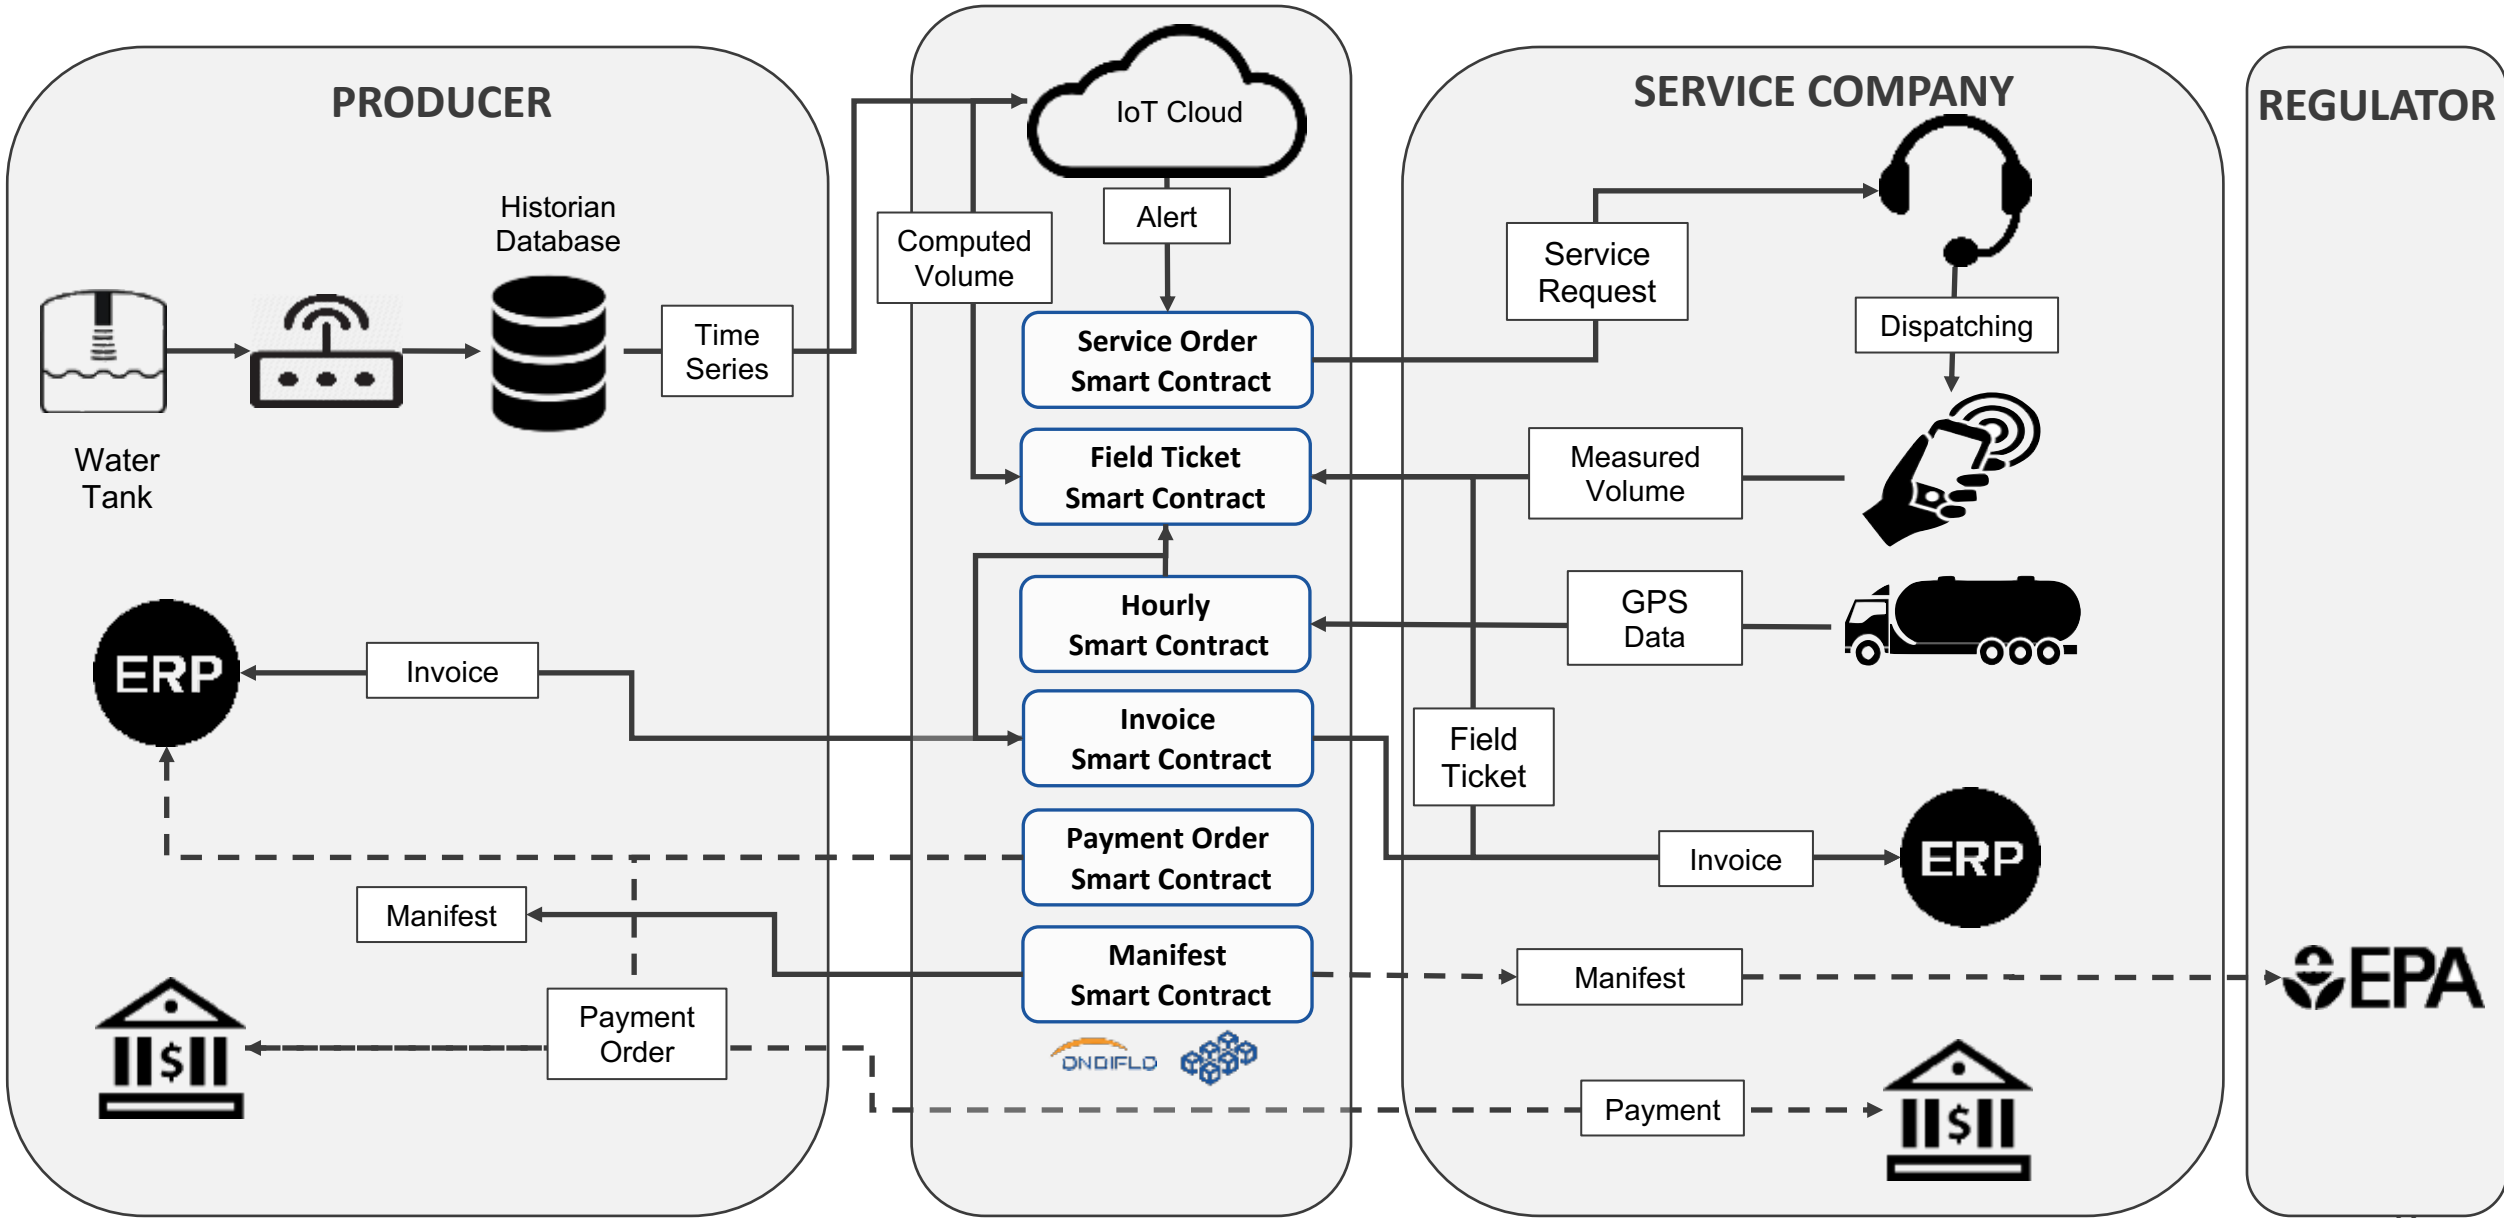 PRODUCER
Historian
Database
Time
Series
Water
Tank
ERP
Invoice
Manifest
Payment
Order
$
IoT Cloud
Computed
Volume
Alert
Service Order
Smart Contract
Field Ticket
Smart Contract
Hourly
Smart Contract
Invoice
Smart Contract
Payment Order
Smart Contract
Manifest
Smart Contract
ONDIFLO
SERVICE COMPANY
Service
Request
Dispatching
Measured
Volume
GPS
Data
Field
Ticket
Invoice
ERP
Manifest
Payment
$
REGULATOR
EPA